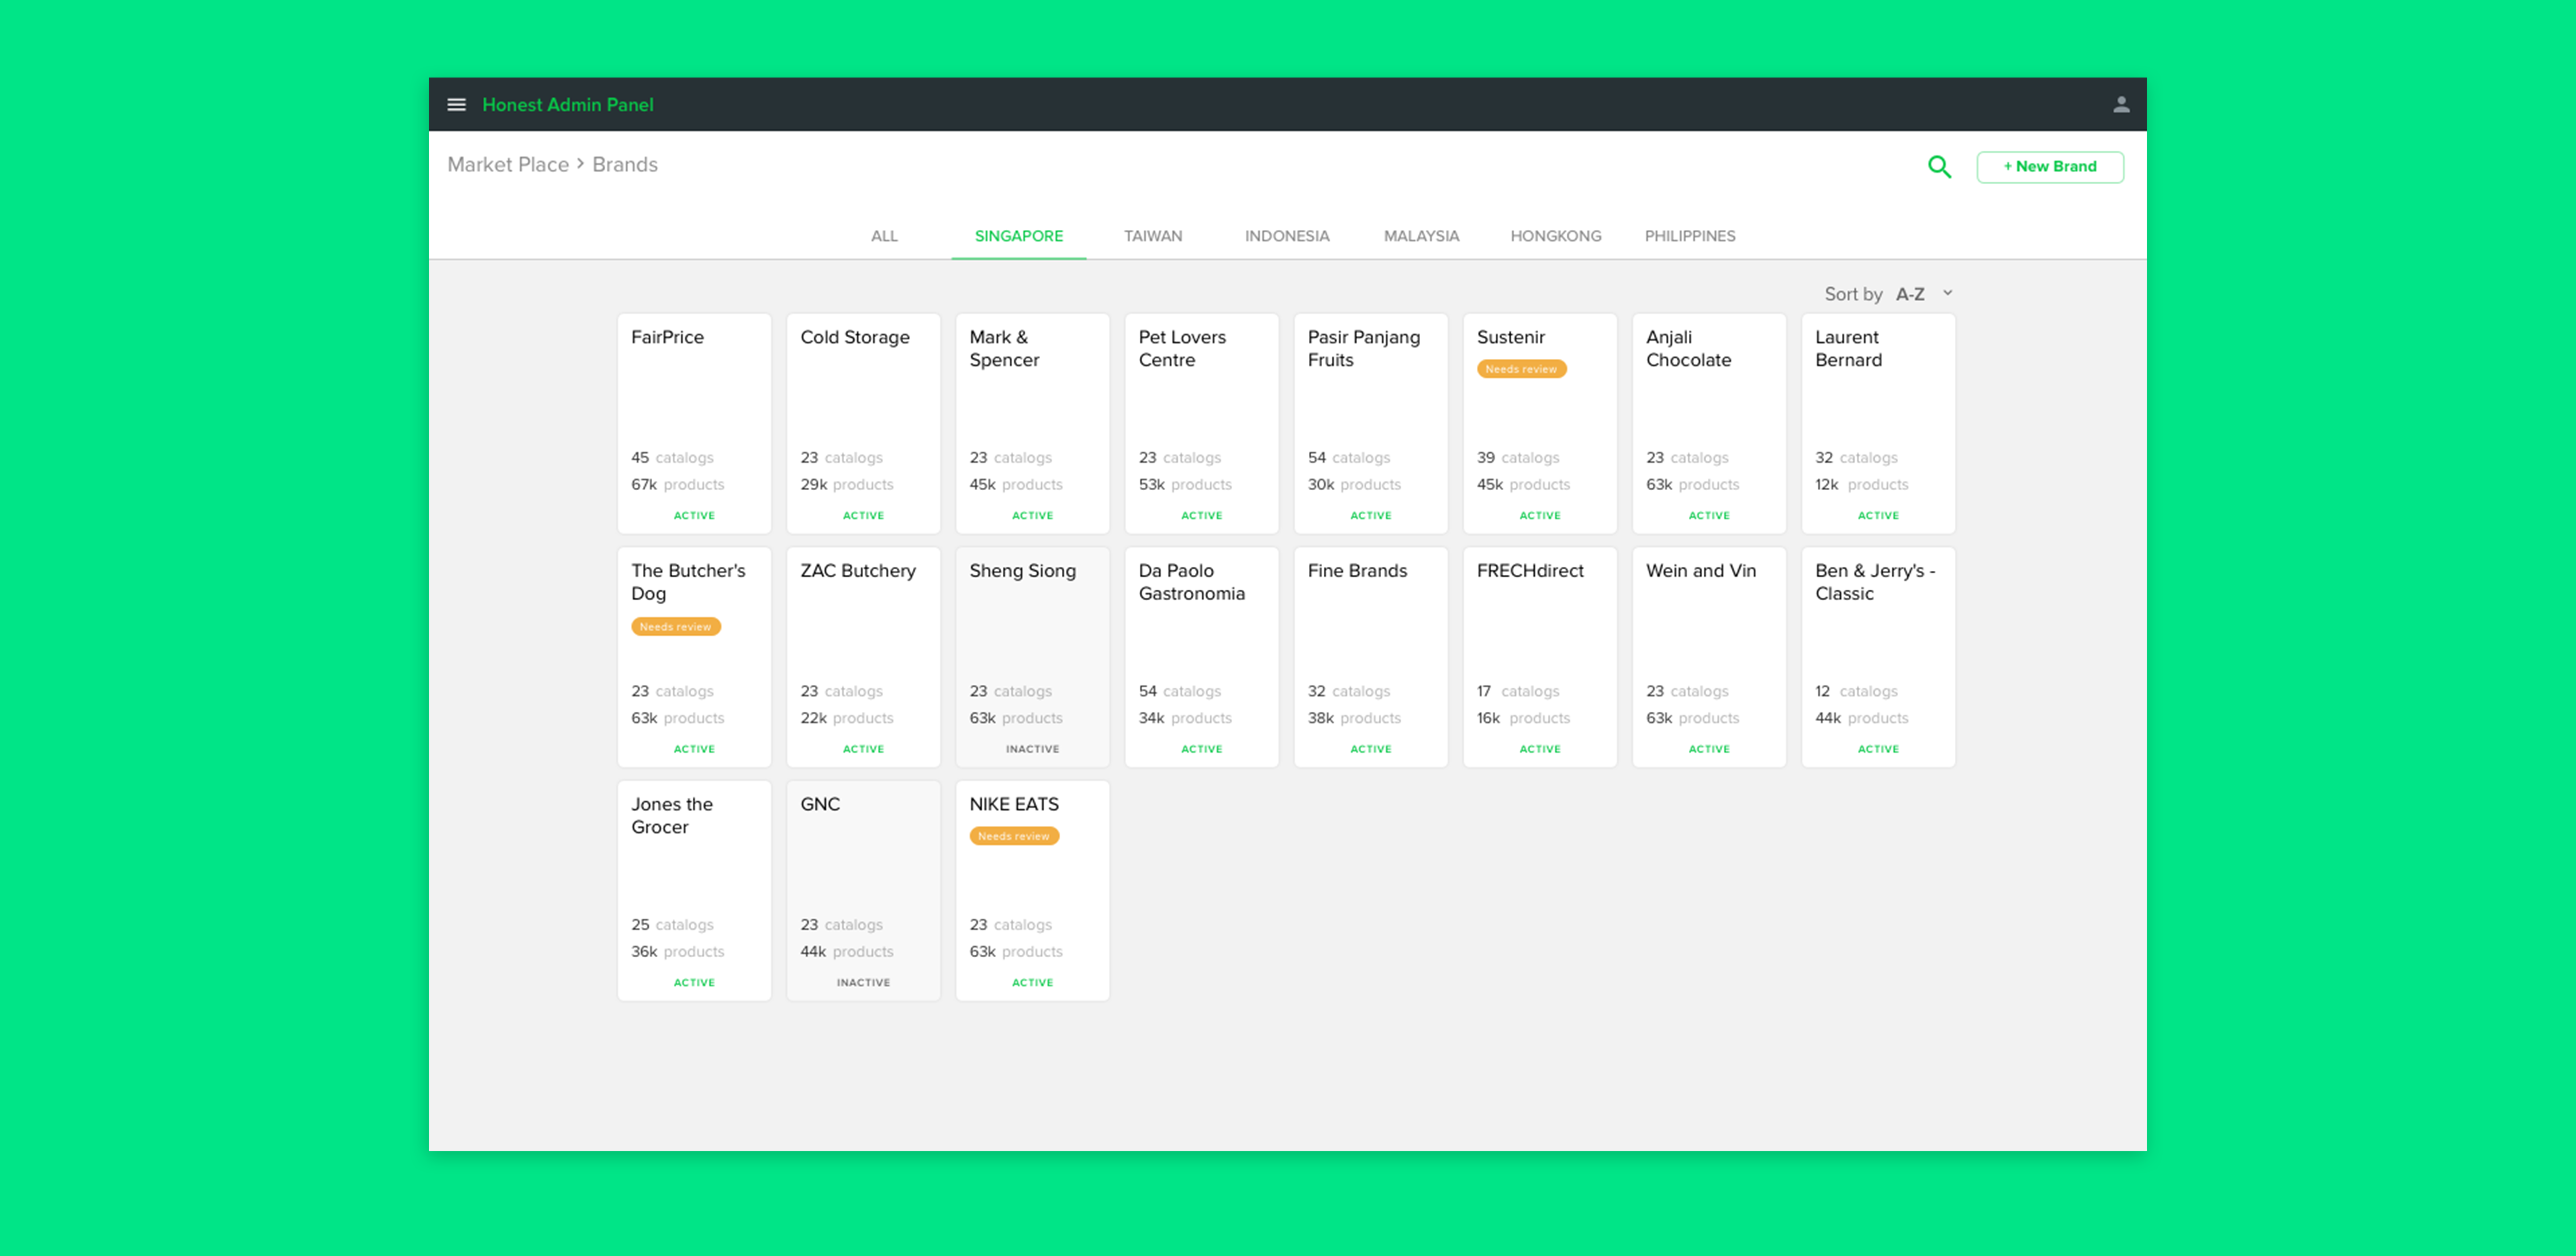 Honest Admin Panel
Market Place > Brands
+ New Brand
ALL SINGAPORE TAIWAN INDONESIA MALAYSIA HONGKONG PHILIPPINES
Sort by A-Z
FairPrice
45 catalogs
67k products
ACTIVE
Cold Storage
23 catalogs
29k products
ACTIVE
Mark &
Spencer
23 catalogs
45k products
ACTIVE
Pet Lovers
Centre
23 catalogs
53k products
ACTIVE
Pasir Panjang
Fruits
54 catalogs
30k products
ACTIVE
Sustenir
Needs review
39 catalogs
45k products
ACTIVE
Anjali
Chocolate
23 catalogs
63k products
ACTIVE
Laurent
Bernard
32 catalogs
12k products
ACTIVE
The Butcher's
Dog
Needs review
23 catalogs
63k products
ACTIVE
ZAC Butchery
23 catalogs
22k products
ACTIVE
Sheng Siong
23 catalogs
63k products
INACTIVE
Da Paolo
Gastronomia
54 catalogs
34k products
ACTIVE
Fine Brands
32 catalogs
38k products
ACTIVE
FRECHdirect
17 catalogs
16k products
ACTIVE
Wein and Vin
23 catalogs
63k products
ACTIVE
Ben & Jerry's -
Classic
12 catalogs
44k products
ACTIVE
Jones the
Grocer
25 catalogs
36k products
ACTIVE
GNC
23 catalogs
44k products
INACTIVE
NIKE EATS
Needs review
23 catalogs
63k products
ACTIVE